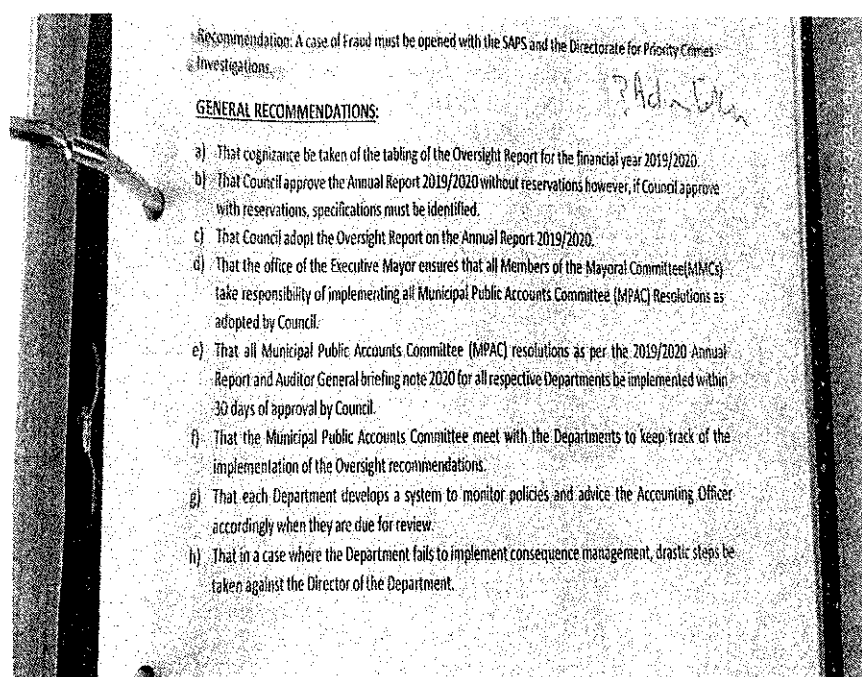 Recommendation: A case of Fraud must be opened with the SAPS and the Directorate for Priority Crimes
Investigations.
GENERAL RECOMMENDATIONS:
a) That cognizance be taken of the tabling of the Oversight Report for the financial year 2019/2020.
b) That Council approve the Annual Report 2019/2020 without reservations however, if Council approve
with reservations, specifications must be identified.
c) That Council adopt the Oversight Report on the Annual Report 2019/2020.
d) That the office of the Executive Mayor ensures that all Members of the Mayoral Committee(MMCs)
take responsibility of implementing all Municipal Public Accounts Committee (MPAC) Resolutions as
adopted by Council.
e) That all Municipal Public Accounts Committee (MPAC) resolutions as per the 2019/2020 Annual
Report and Auditor General briefing note 2020 for all respective Departments be implemented within
30 days of approval by Council.
f) That the Municipal Public Accounts Committee meet with the Departments to keep track of the
implementation of the Oversight recommendations.
g) That each Department develops a system to monitor policies and advice the Accounting Officer
accordingly when they are due for review.
h) That in a case where the Department fails to implement consequence management, drastic steps be
taken against the Director of the Department.